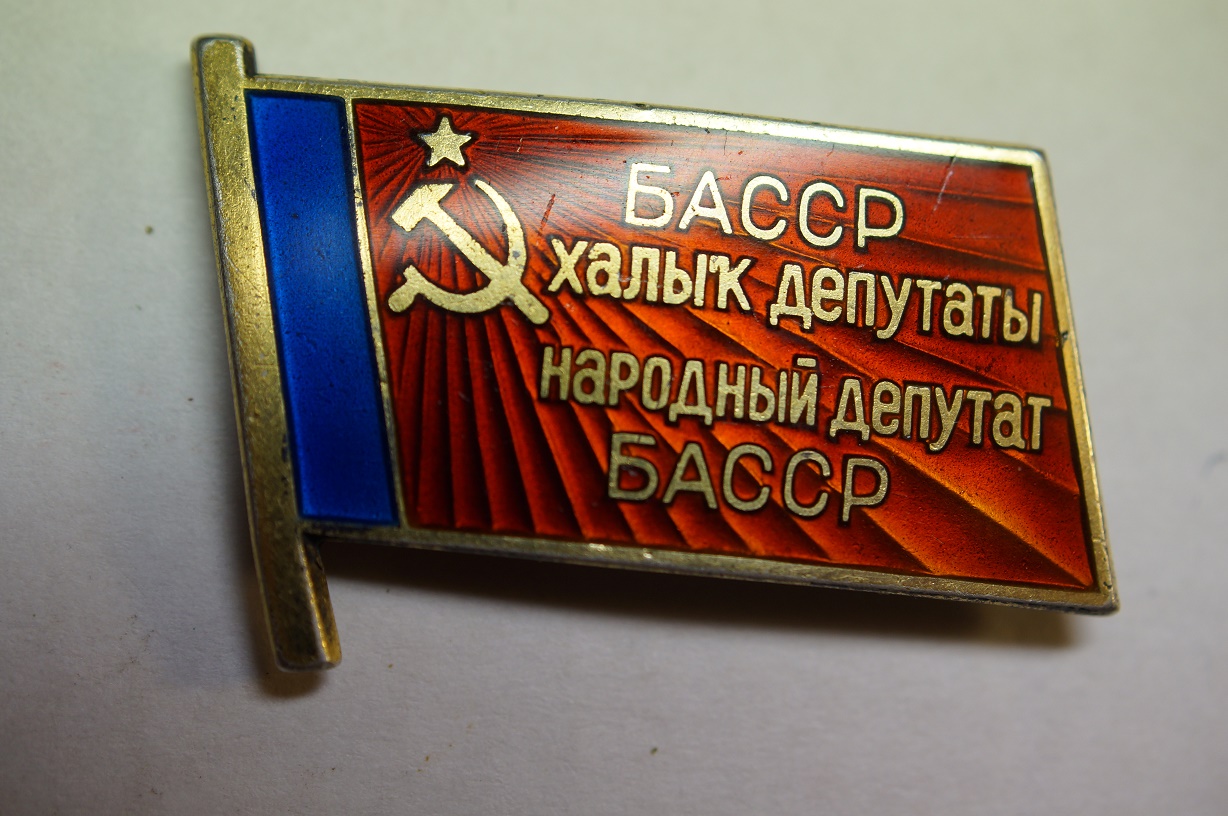 БАССР
халыҡ депутаты
народный депутат
БАССР